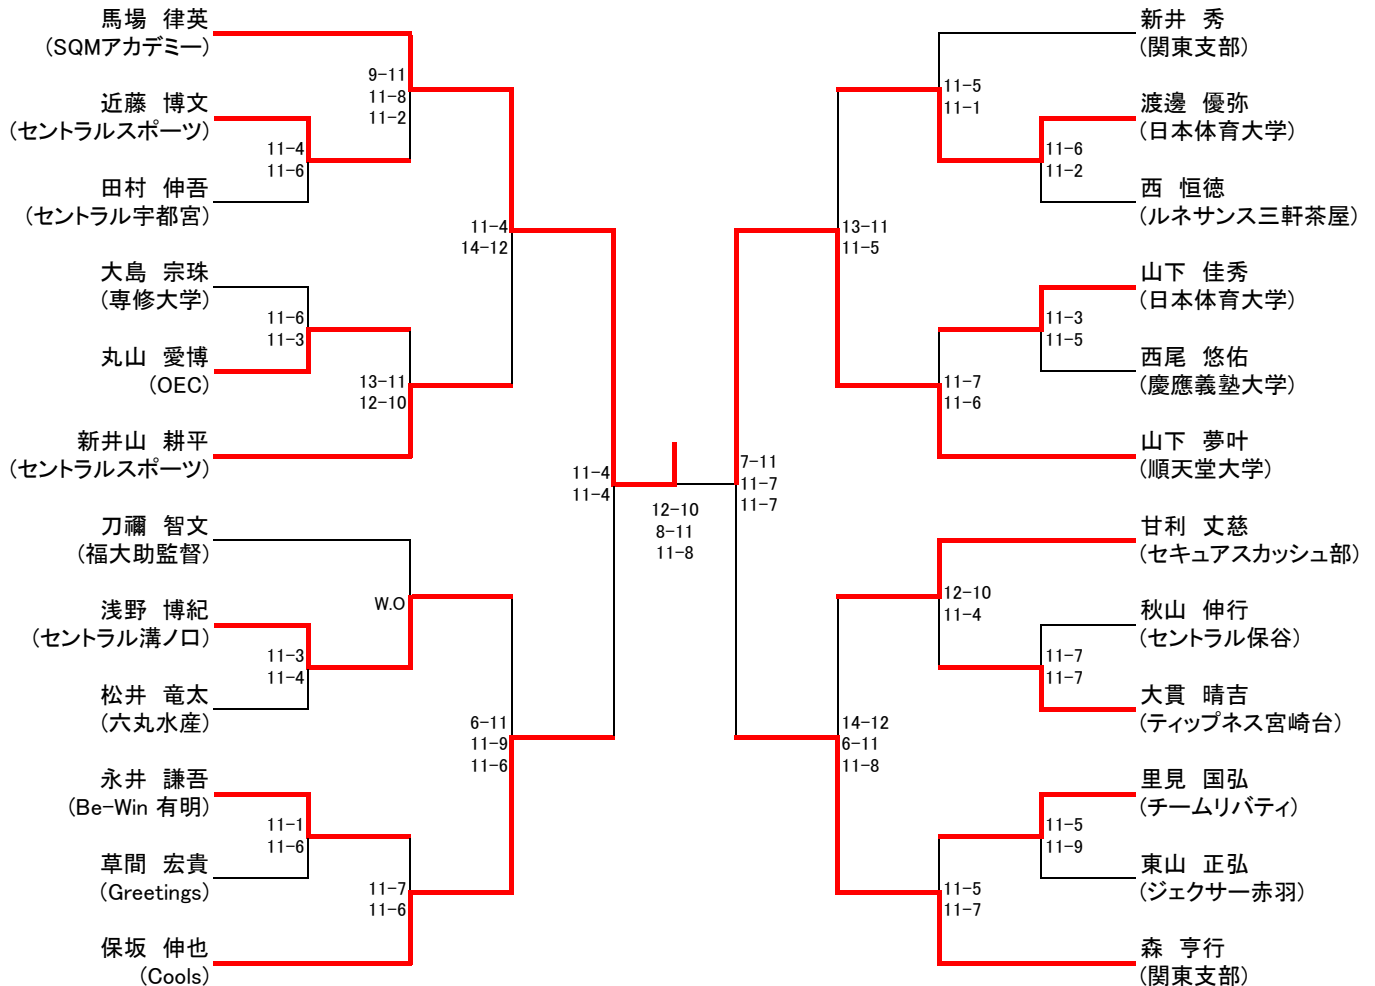 馬場 律英
(SQMアカデミー)
近藤 博文
(セントラルスポーツ)
田村 伸吾
(セントラル宇都宮)
大島 宗珠
(専修大学)
丸山 愛博
(OEC)
新井山 耕平
(セントラルスポーツ)
刀禰 智文
(福大助監督)
浅野 博紀
(セントラル溝ノ口)
松井 竜太
(六丸水産)
永井 謙吾
(Be-Win 有明)
草間 宏貴
(Greetings)
保坂 伸也
(Cools)
9-11
11-8
11-2
11-4
11-6
11-4
14-12
11-6
11-3
13-11
12-10
11-4
11-4
W.O
11-3
11-4
6-11
11-9
11-6
11-1
11-6
11-7
11-6
12-10
8-11
11-8
7-11
11-7
11-7
11-5
11-1
11-6
11-2
13-11
11-5
11-3
11-5
11-7
11-6
12-10
11-4
11-7
11-7
14-12
6-11
11-8
11-5
11-9
11-5
11-7
新井 秀
(関東支部)
渡邊 優弥
(日本体育大学)
西 恒徳
(ルネサンス三軒茶屋)
山下 佳秀
(日本体育大学)
西尾 悠佑
(慶應義塾大学)
山下 夢叶
(順天堂大学)
甘利 丈慈
(セキュアスカッシュ部)
秋山 伸行
(セントラル保谷)
大貫 晴吉
(ティップネス宮崎台)
里見 国弘
(チームリバティ)
東山 正弘
(ジェクサー赤羽)
森 亨行
(関東支部)